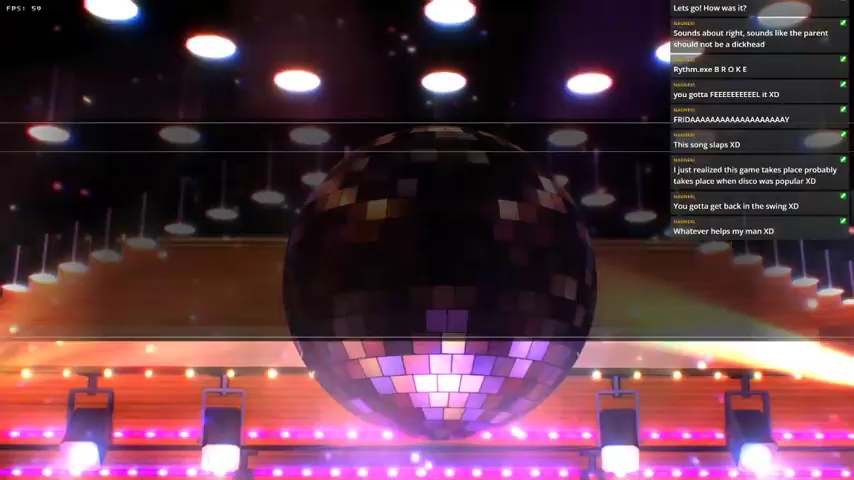 FPS: 59
Lets go! How was it?
Sounds about right, sounds like the parent
should not be a dickhead
Rythm.exe B R O K E
you gotta FEEEEEEEEEEL it XD
FRIDAAAAAAAAAAAAAAAAAAAY
This song slaps XD
I just realized this game takes place probably
takes place when disco was popular XD
You gotta get back in the swing XD
Whatever helps my man XD